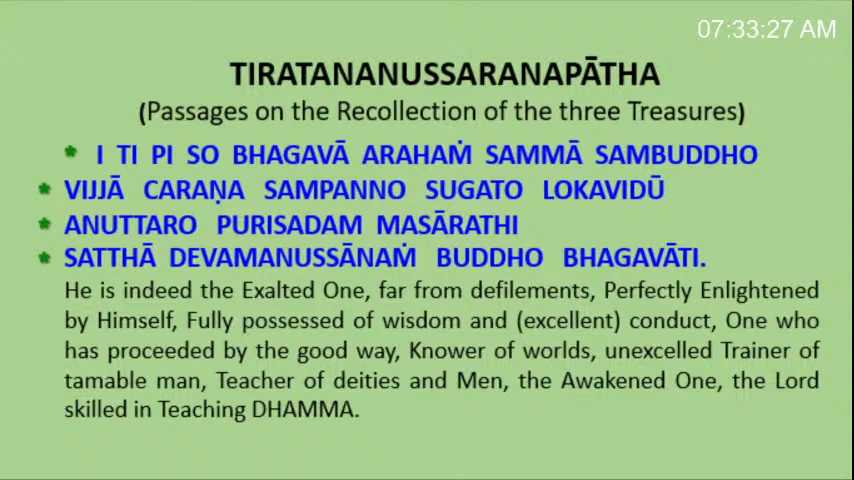 07:33:27 AM
TIRATANANUSSARANAPĀTHA
(Passages on the Recollection of the three Treasures)
* I TI PI SO BHAGAVĀ ARAHAṀ SAMMĀ SAMBUDDHO
* VIJJĀ CARAṆA SAMPANNO SUGATO LOKAVIDŪ
* ANUTTARO PURISADAM MASĀRATHI
* SATTHĀ DEVAMANUSSĀNAṀ BUDDHO BHAGAVĀTI.
He is indeed the Exalted One, far from defilements, Perfectly Enlightened
by Himself, Fully possessed of wisdom and (excellent) conduct, One who
has proceeded by the good way, Knower of worlds, unexcelled Trainer of
tamable man, Teacher of deities and Men, the Awakened One, the Lord
skilled in Teaching DHAMMA.